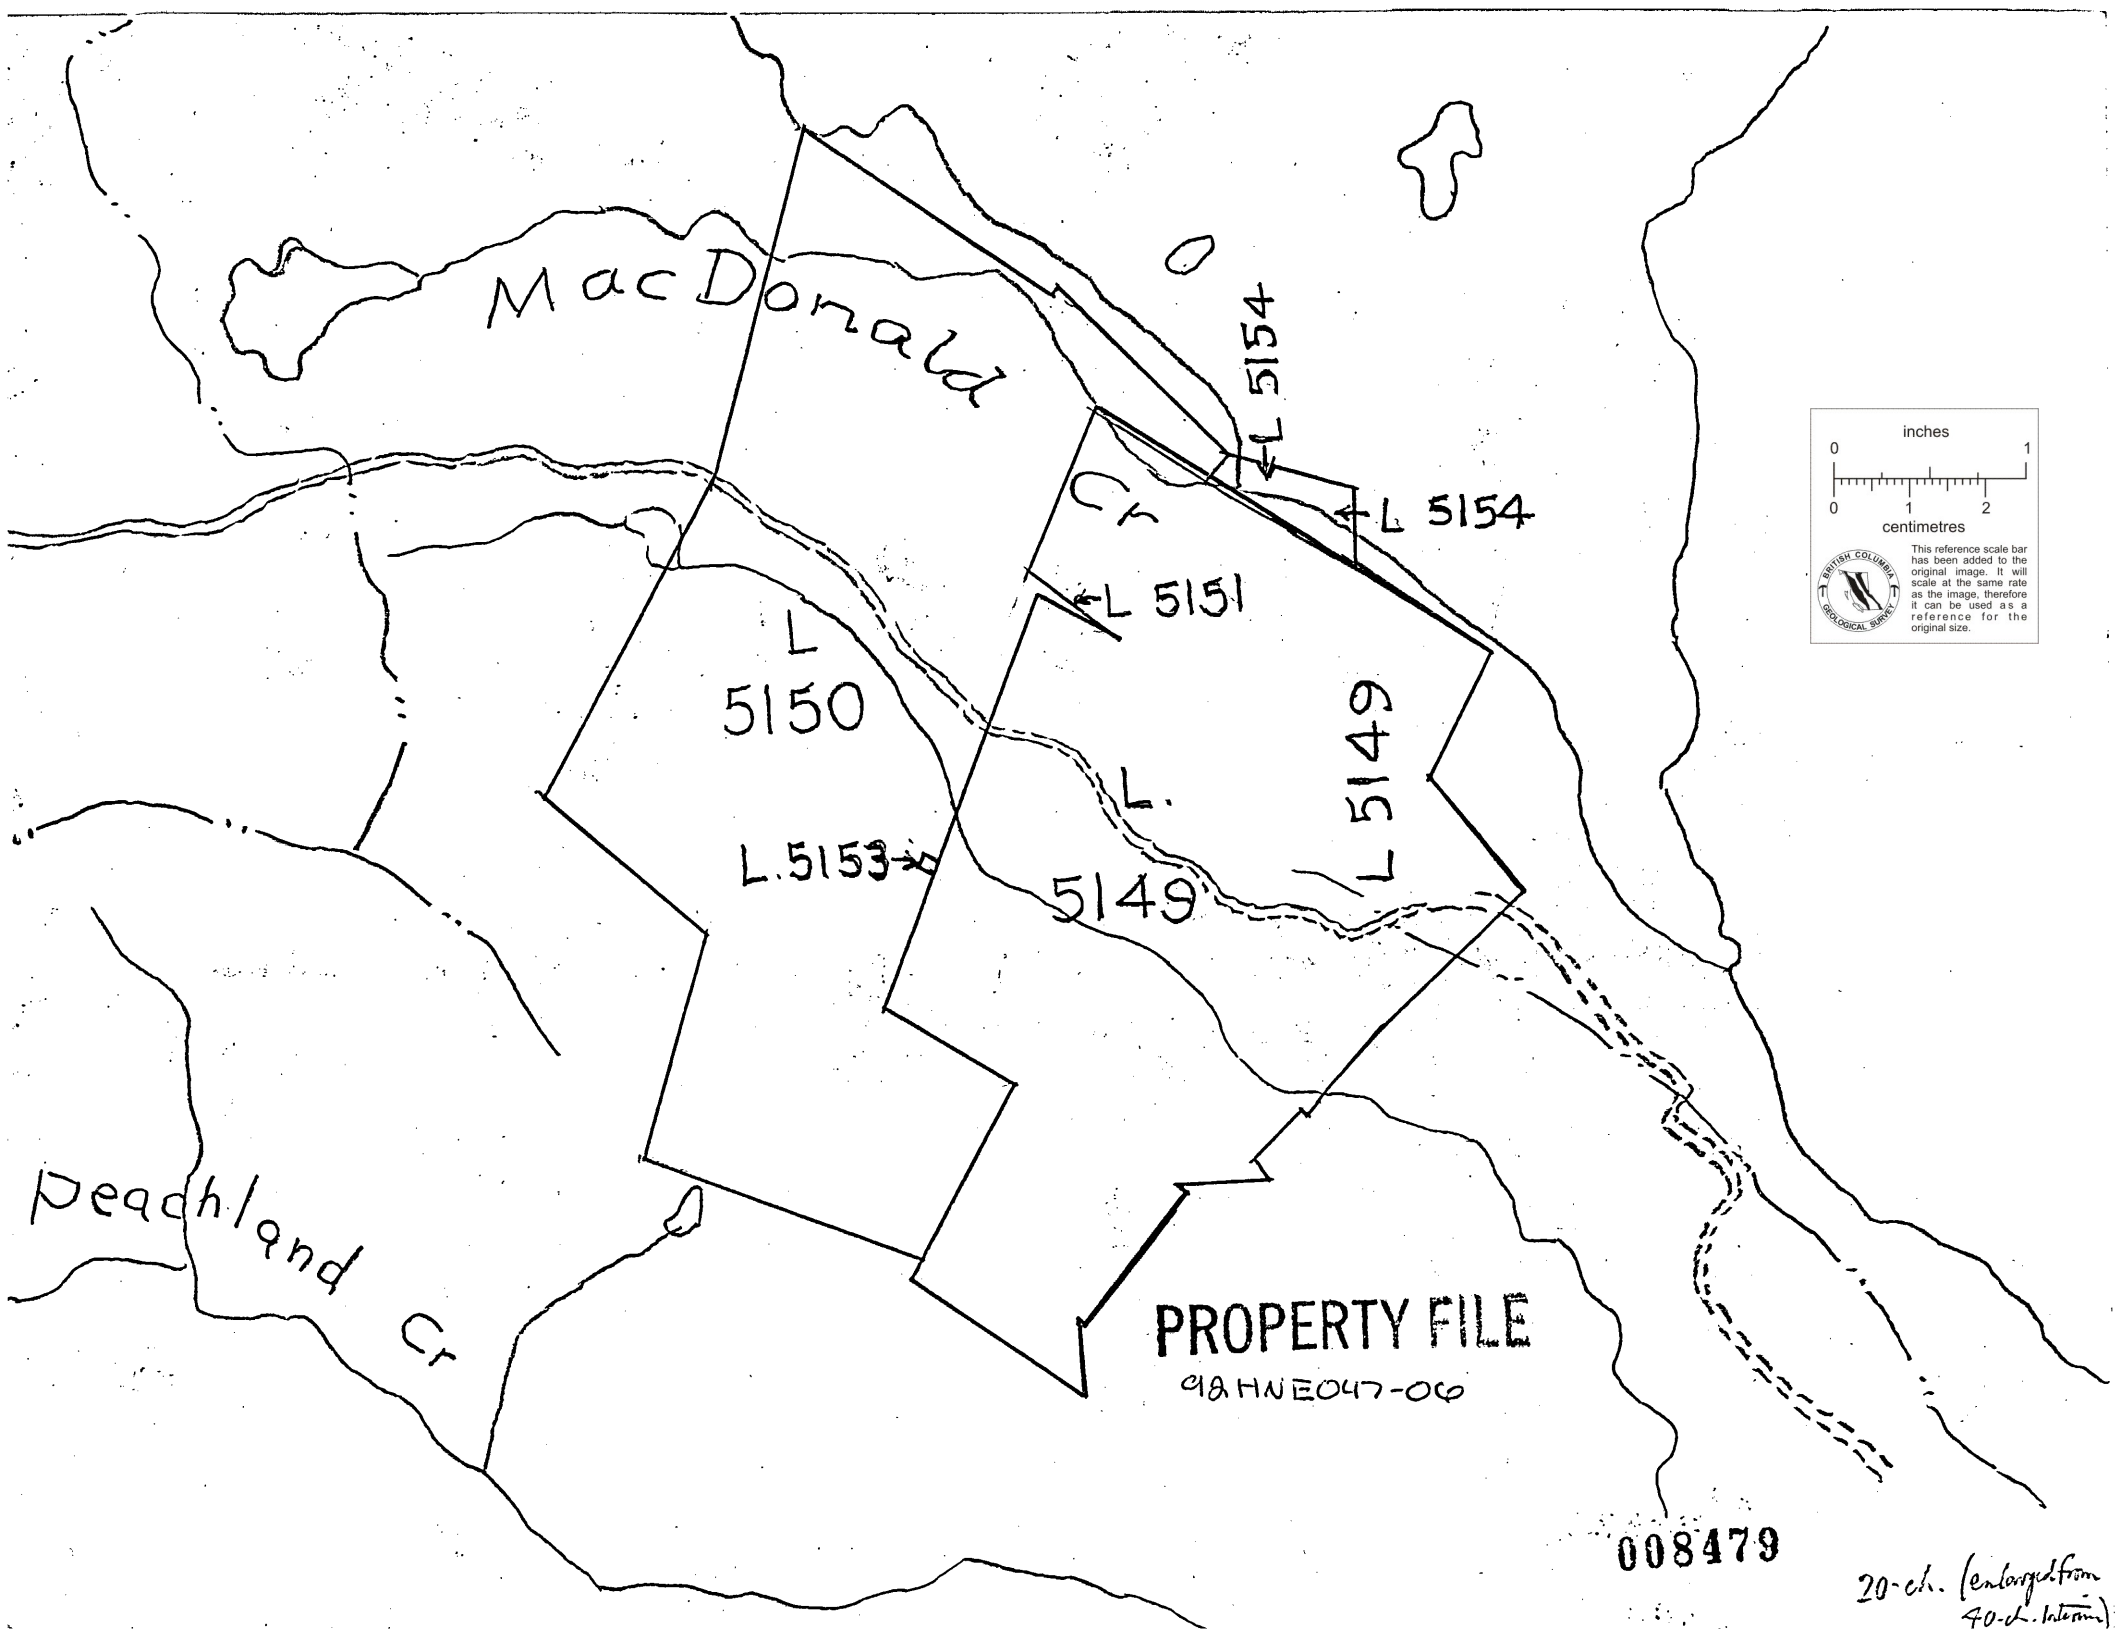 MacDonald
Cr
L 5154
L 5154
L 5151
L
5150
L 5149
L.
5149
L.5153
Peachland
Cr
PROPERTY FILE
92HNE047-06
008479
20-ch. (enlarged from
40-ch. Interim)
inches
0 1
0 1 2
centimetres
BRITISH COLUMBIA
GEOLOGICAL SURVEY
This reference scale bar
has been added to the
original image. It will
scale at the same rate
as the image, therefore
it can be used as a
reference for the
original size.